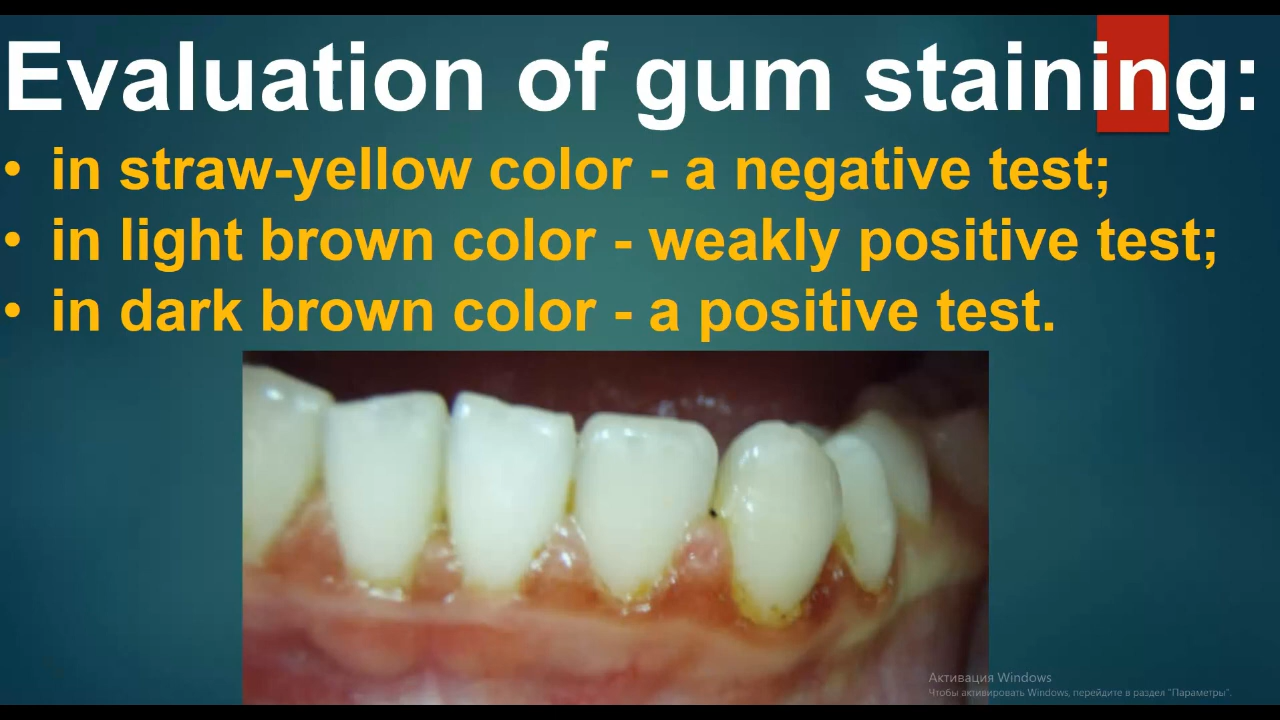 Evaluation of gum staining:
• in straw-yellow color - a negative test;
• in light brown color - weakly positive test;
• in dark brown color - a positive test.
Активация Windows
Чтобы активировать Windows, перейдите в раздел "Параметры".